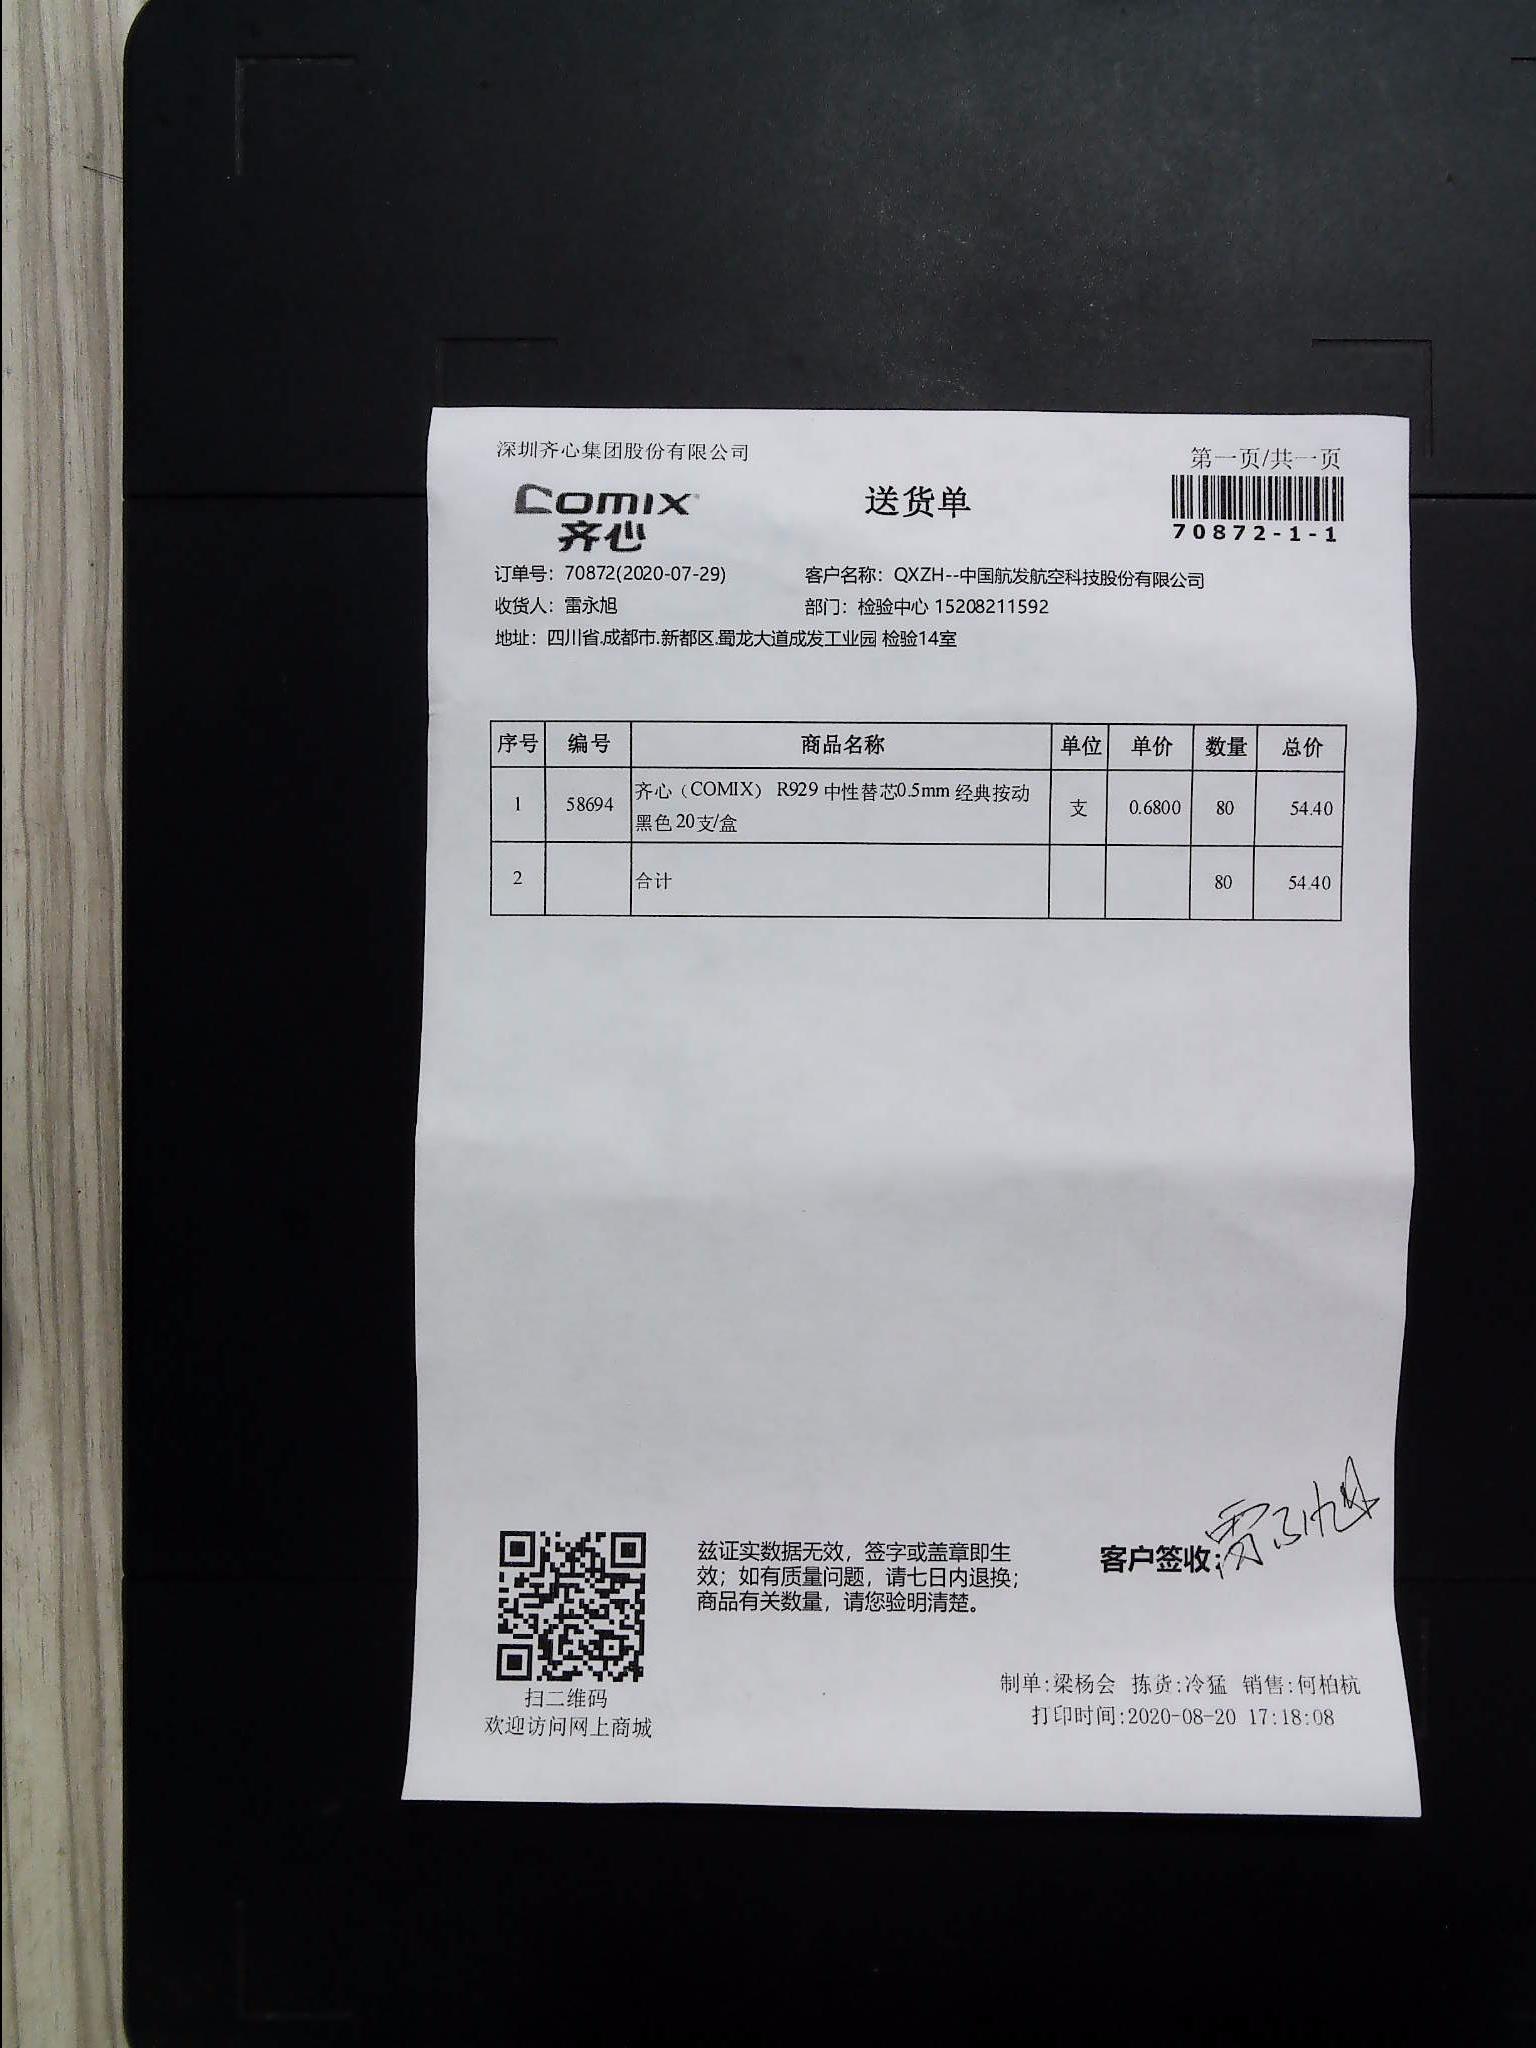 深圳齐心集团股份有限公司
第一页/共一页
COMIX
齐心
送货单
70872-1-1
订单号：70872(2020-07-29)
客户名称：QXZH--中国航发航空科技股份有限公司
收货人：雷永旭
部门：检验中心 15208211592
地址：四川省.成都市.新都区.蜀龙大道成发工业园 检验14室
序号 编号 商品名称 单位 单价 数量 总价
1 58694 齐心（COMIX） R929 中性替芯0.5mm 经典按动 支 0.6800 80 54.40
黑色 20支/盒
2 合计 80 54.40
兹证实数据无效，签字或盖章即生
效；如有质量问题，请七日内退换；
商品有关数量，请您验明清楚。
客户签收：雷永旭
扫二维码
欢迎访问网上商城
制单:梁杨会 拣货:冷猛 销售:何柏杭
打印时间:2020-08-20 17:18:08